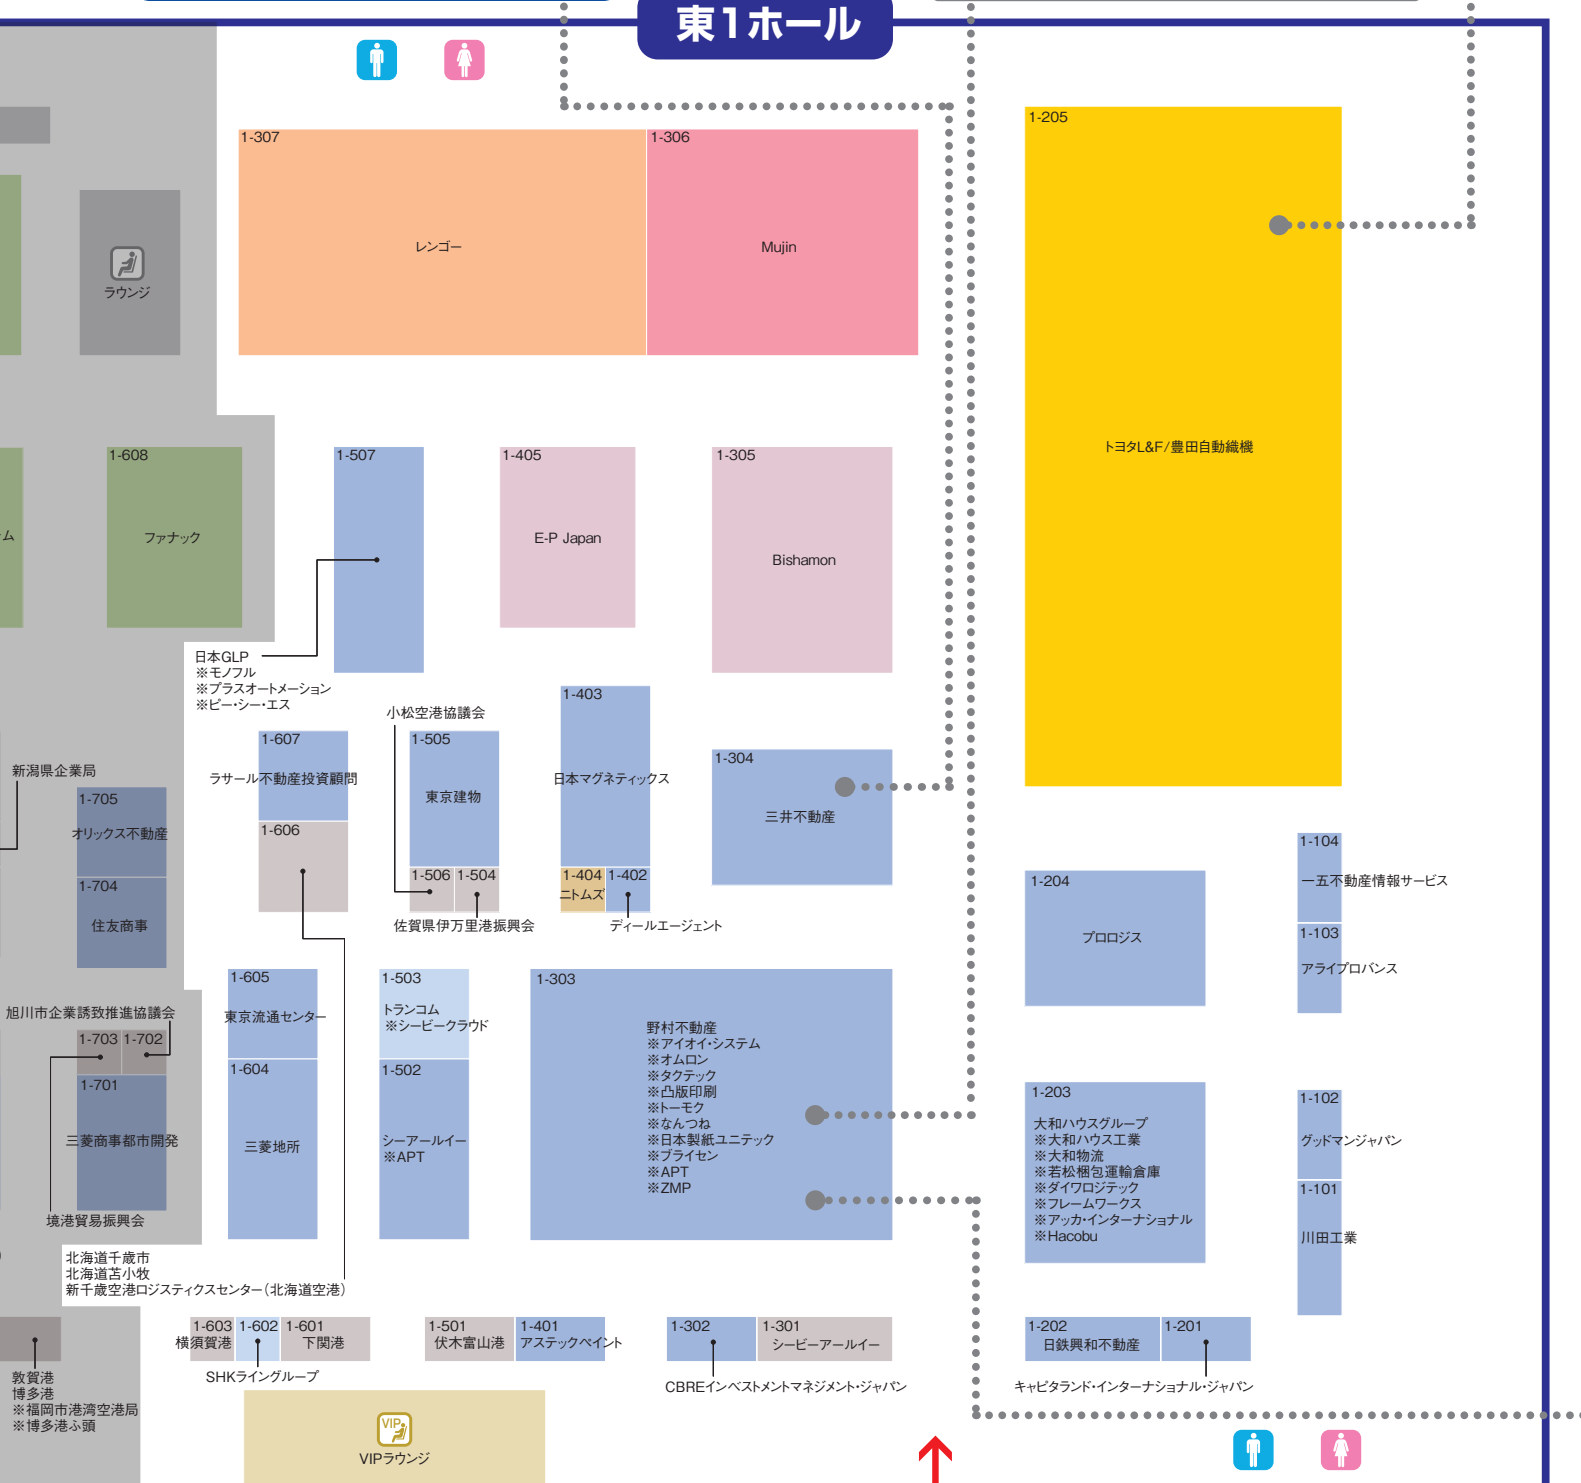 東1ホール
1-307
レンゴー
1-306
Mujin
1-205
トヨタL&F/豊田自動織機
ラウンジ
1-608
ファナック
ム
1-507
日本GLP
※モノフル
※プラスオートメーション
※ピー・シー・エス
1-405
E-P Japan
1-305
Bishamon
新潟県企業局
1-705
オリックス不動産
1-704
住友商事
1-607
ラサール不動産投資顧問
1-606
小松空港協議会
1-505
東京建物
1-506
1-504
佐賀県伊万里港振興会
1-403
日本マグネティックス
1-404
ニトムズ
1-402
ディールエージェント
1-304
三井不動産
1-204
プロロジス
1-104
一五不動産情報サービス
1-103
アライプロバンス
旭川市企業誘致推進協議会
1-703
1-702
1-701
三菱商事都市開発
境港貿易振興会
1-605
東京流通センター
1-604
三菱地所
1-503
トランコム
※シービークラウド
1-502
シーアールイー
※APT
1-303
野村不動産
※アイオイ・システム
※オムロン
※タクテック
※凸版印刷
※トーモク
※なんつね
※日本製紙ユニテック
※ブライセン
※APT
※ZMP
1-203
大和ハウスグループ
※大和ハウス工業
※大和物流
※若松梱包運輸倉庫
※ダイワロジテック
※フレームワークス
※アッカ・インターナショナル
※Hacobu
1-102
グッドマンジャパン
1-101
川田工業
北海道千歳市
北海道苫小牧
新千歳空港ロジスティクスセンター(北海道空港)
1-603
横須賀港
1-602
SHKライングループ
1-601
下関港
1-501
伏木富山港
1-401
アステックペイント
1-302
CBREインベストメントマネジメント・ジャパン
1-301
シービーアールイー
1-202
日鉄興和不動産
1-201
キャピタランド・インターナショナル・ジャパン
敦賀港
博多港
※福岡市港湾空港局
※博多港ふ頭
VIP
VIPラウンジ